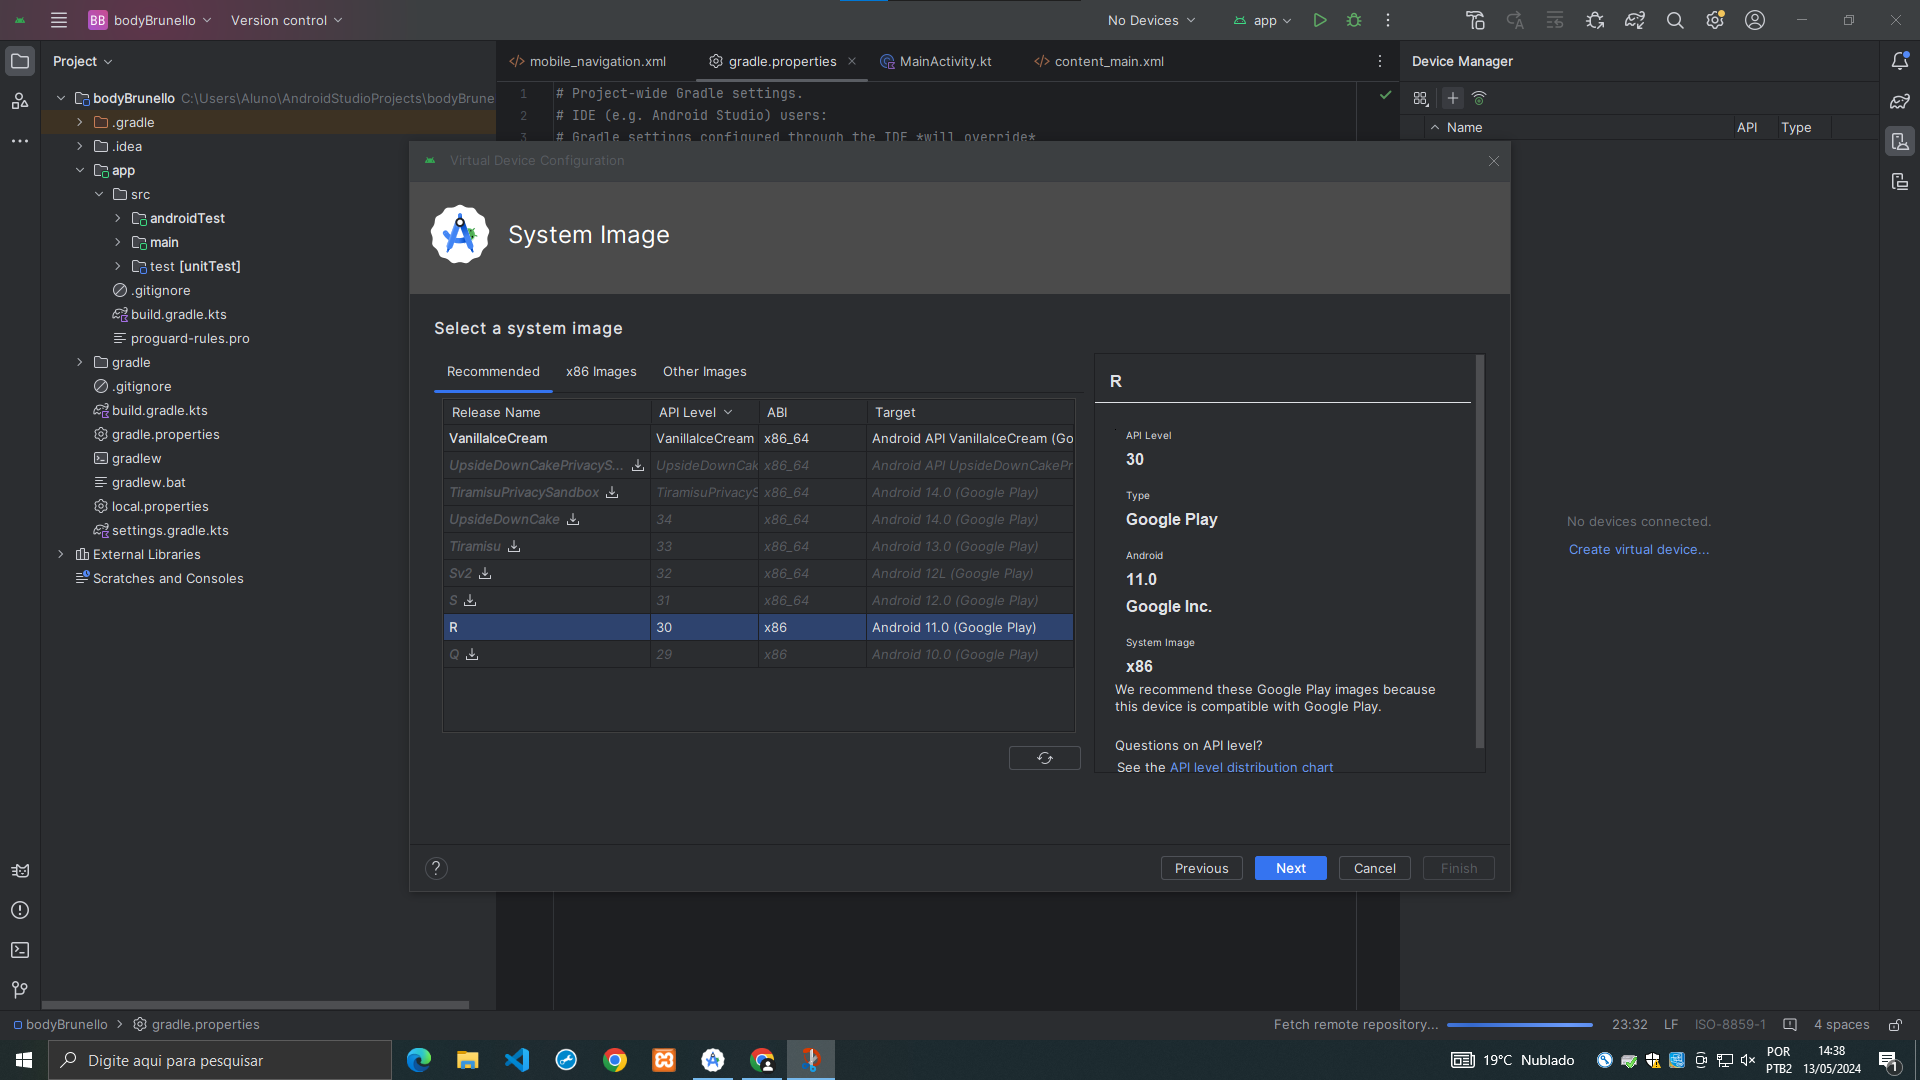 BB bodyBrunello Version control No Devices app
Project
mobile_navigation.xml gradle.properties MainActivity.kt content_main.xml
Device Manager
bodyBrunello C:\Users\Aluno\AndroidStudioProjects\bodyBrune
.gradle
.idea
app
src
androidTest
main
test [unitTest]
.gitignore
build.gradle.kts
proguard-rules.pro
gradle
.gitignore
build.gradle.kts
gradle.properties
gradlew
gradlew.bat
local.properties
settings.gradle.kts
External Libraries
Scratches and Consoles
1 # Project-wide Gradle settings.
2 # IDE (e.g. Android Studio) users:
3 # Gradle settings configured through the IDE *will override*
Name API Type
No devices connected.
Create virtual device...
Virtual Device Configuration
System Image
Select a system image
Recommended x86 Images Other Images
Release Name API Level ABI Target
VanillaIceCream VanillaIceCream x86_64 Android API VanillaIceCream (Go
UpsideDownCakePrivacyS... UpsideDownCak x86_64 Android API UpsideDownCakePr
TiramisuPrivacySandbox TiramisuPrivacyS x86_64 Android 14.0 (Google Play)
UpsideDownCake 34 x86_64 Android 14.0 (Google Play)
Tiramisu 33 x86_64 Android 13.0 (Google Play)
Sv2 32 x86_64 Android 12L (Google Play)
S 31 x86_64 Android 12.0 (Google Play)
R 30 x86 Android 11.0 (Google Play)
Q 29 x86 Android 10.0 (Google Play)
R
API Level
30
Type
Google Play
Android
11.0
Google Inc.
System Image
x86
We recommend these Google Play images because
this device is compatible with Google Play.
Questions on API level?
See the API level distribution chart
? Previous Next Cancel Finish
bodyBrunello > gradle.properties Fetch remote repository... 23:32 LF ISO-8859-1 4 spaces
Digite aqui para pesquisar
19°C Nublado
POR
PTB2
14:38
13/05/2024
1